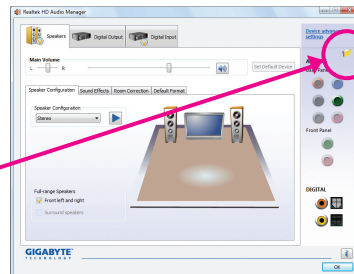 Realtek HD Audio Manager
Speakers
Digital Output
Digital Input
Device advanced settings
Main Volume
L
R
Set Default Device
Speaker Configuration
Sound Effects
Room Correction
Default Format
Speaker Configuration
Stereo
Full-range Speakers
Front left and right
Surround speakers
Front Panel
DIGITAL
GIGABYTE
TECHNOLOGY
OK